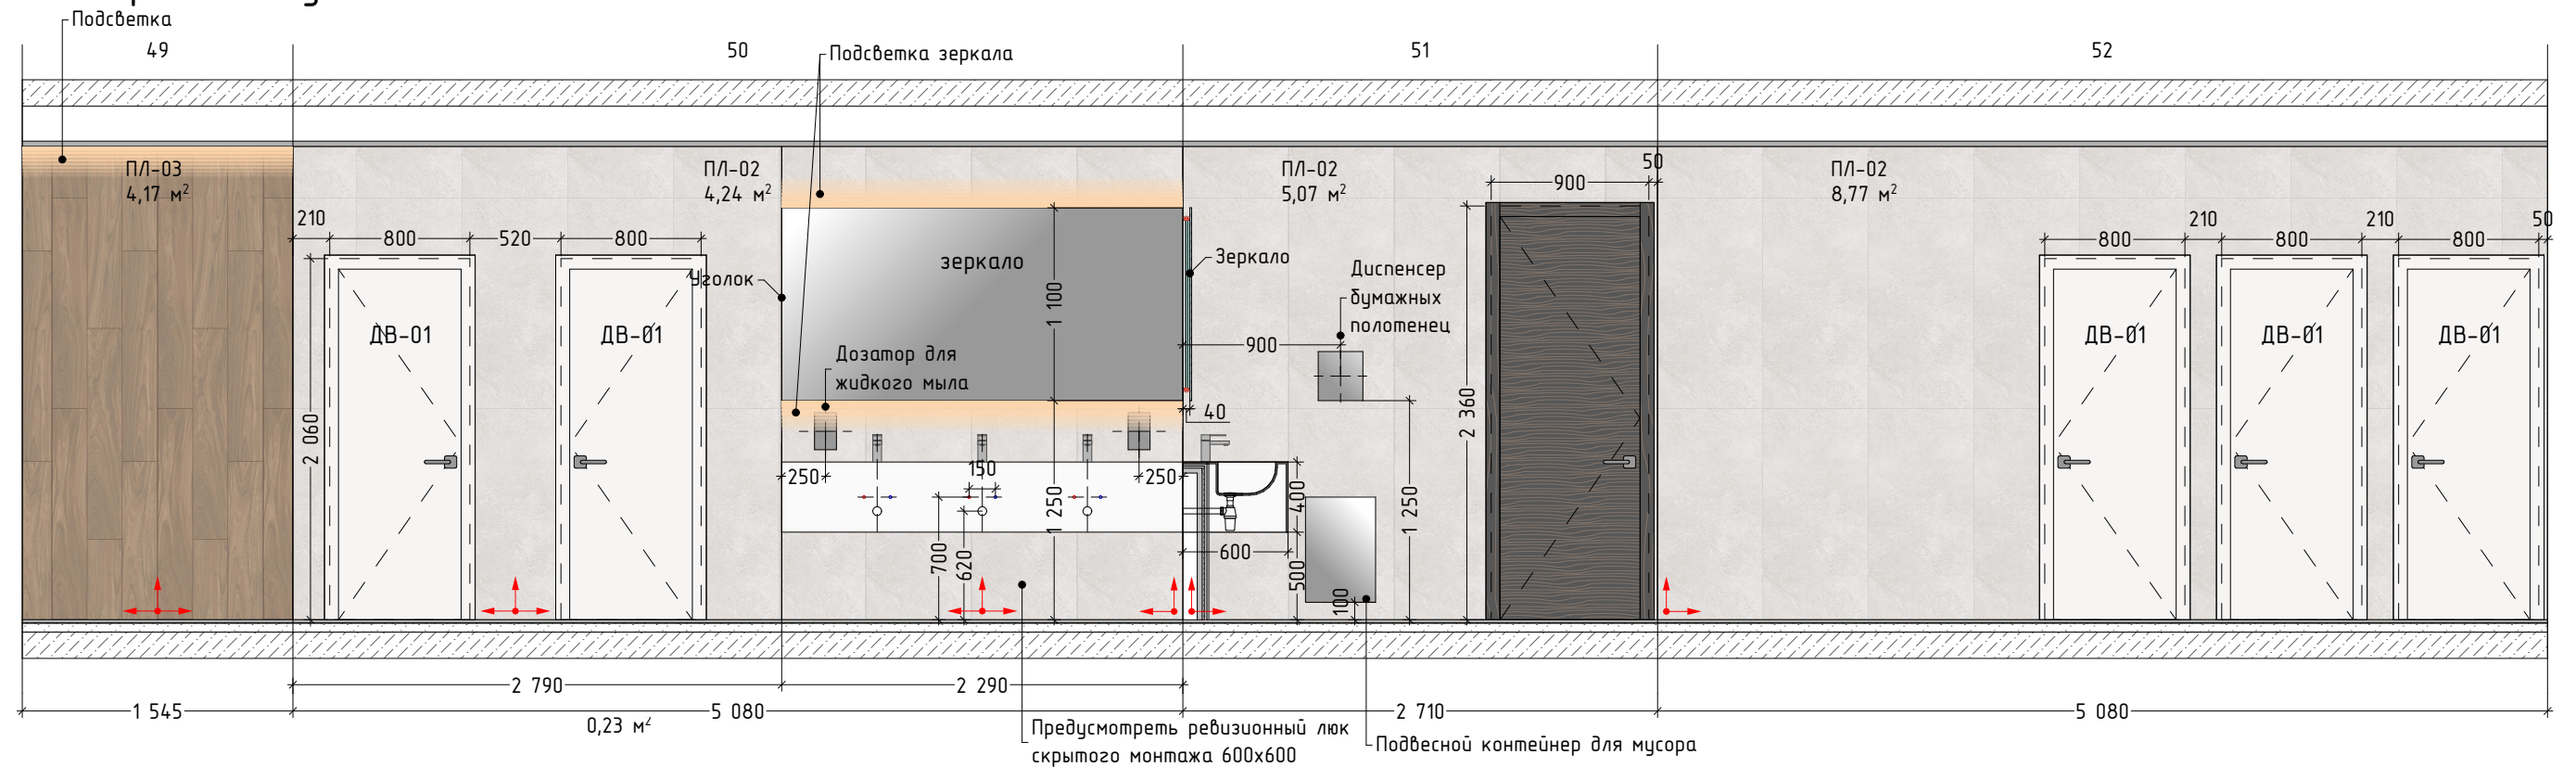 Подсветка
49
50
51
52
Подсветка зеркала
ПЛ-03
4,17 м²
ПЛ-02
4,24 м²
ПЛ-02
5,07 м²
ПЛ-02
8,77 м²
210
800
520
800
50
900
210
210
50
800
800
800
Уголок
зеркало
Зеркало
Диспенсер
бумажных
полотенец
ДВ-01
ДВ-01
ДВ-01
ДВ-01
ДВ-01
Дозатор для
жидкого мыла
1 100
900
40
2 060
2 360
250
150
250
1 250
400
1 250
700
620
600
500
100
2 790
2 290
1 545
5 080
2 710
5 080
0,23 м²
Предусмотреть ревизионный люк
скрытого монтажа 600х600
Подвесной контейнер для мусора